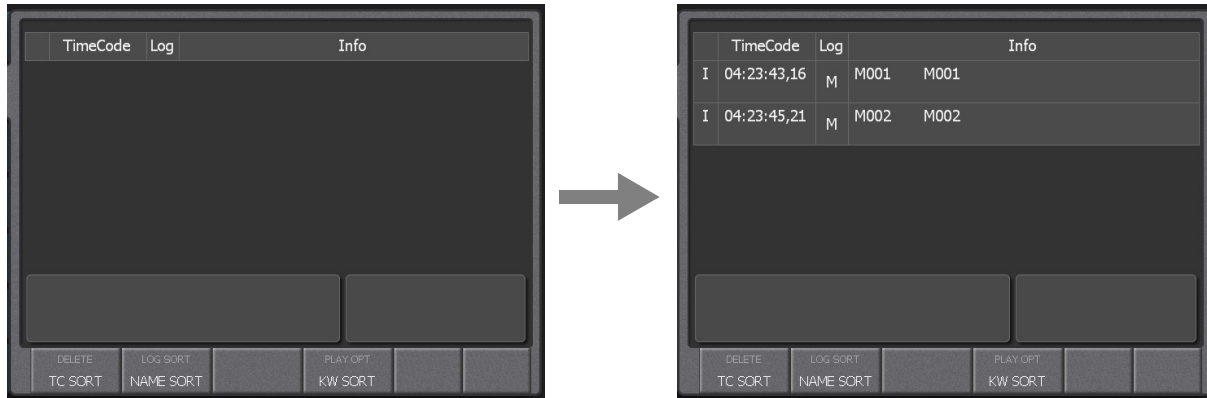 TimeCode Log Info
DELETE LOG SORT PLAY OPT
TC SORT NAME SORT KW SORT
TimeCode Log Info
I 04:23:43,16 M M001 M001
I 04:23:45,21 M M002 M002
DELETE LOG SORT PLAY OPT
TC SORT NAME SORT KW SORT